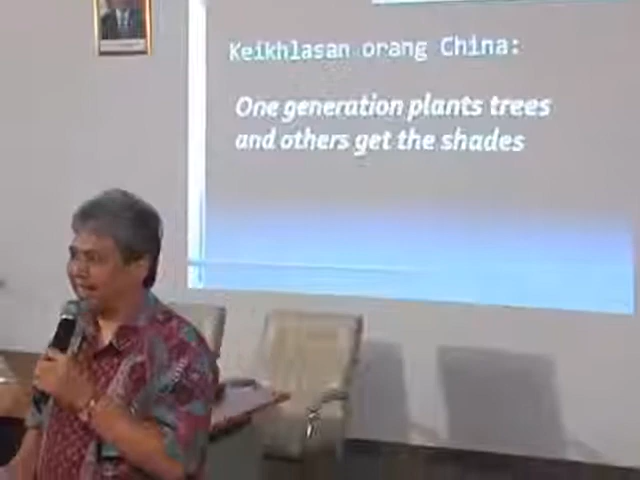 Keikhlasan orang China:
One generation plants trees
and others get the shades